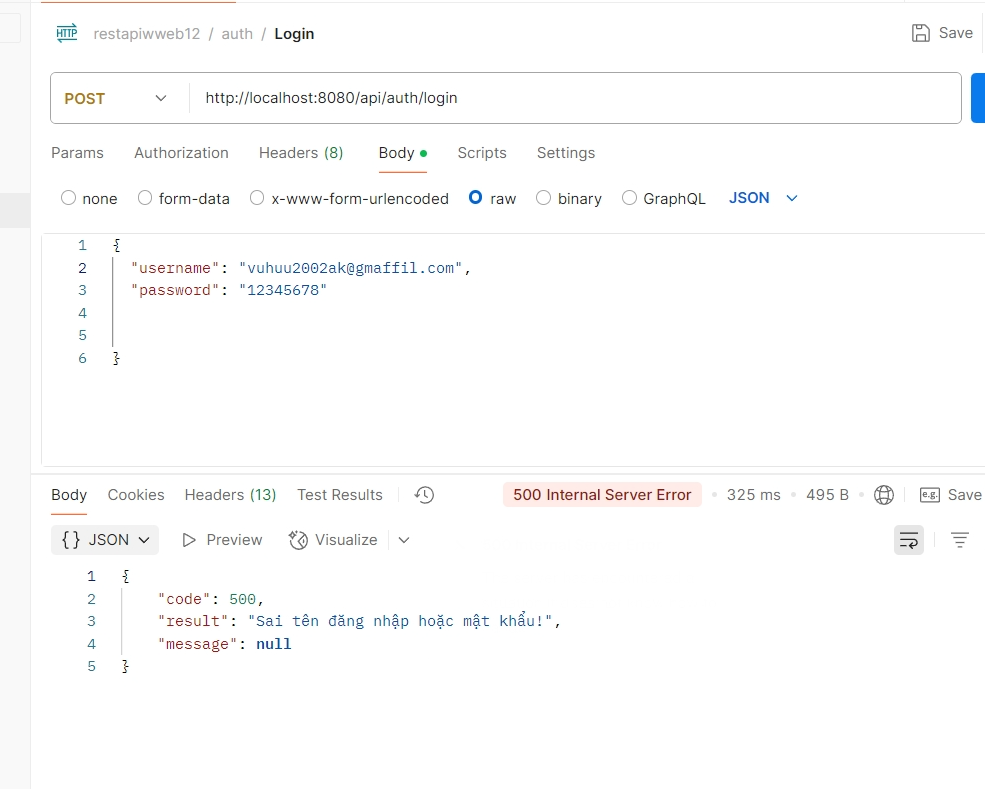 HTTP restapiwweb12 / auth / Login Save
POST http://localhost:8080/api/auth/login
Params Authorization Headers (8) Body Scripts Settings
none form-data x-www-form-urlencoded raw binary GraphQL JSON
1 {
2 "username": "vuhuu2002ak@gmaffil.com",
3 "password": "12345678"
4
5
6 }
Body Cookies Headers (13) Test Results 500 Internal Server Error 325 ms 495 B e.g. Save
{} JSON Preview Visualize
1 {
2 "code": 500,
3 "result": "Sai tên đăng nhập hoặc mật khẩu!",
4 "message": null
5 }